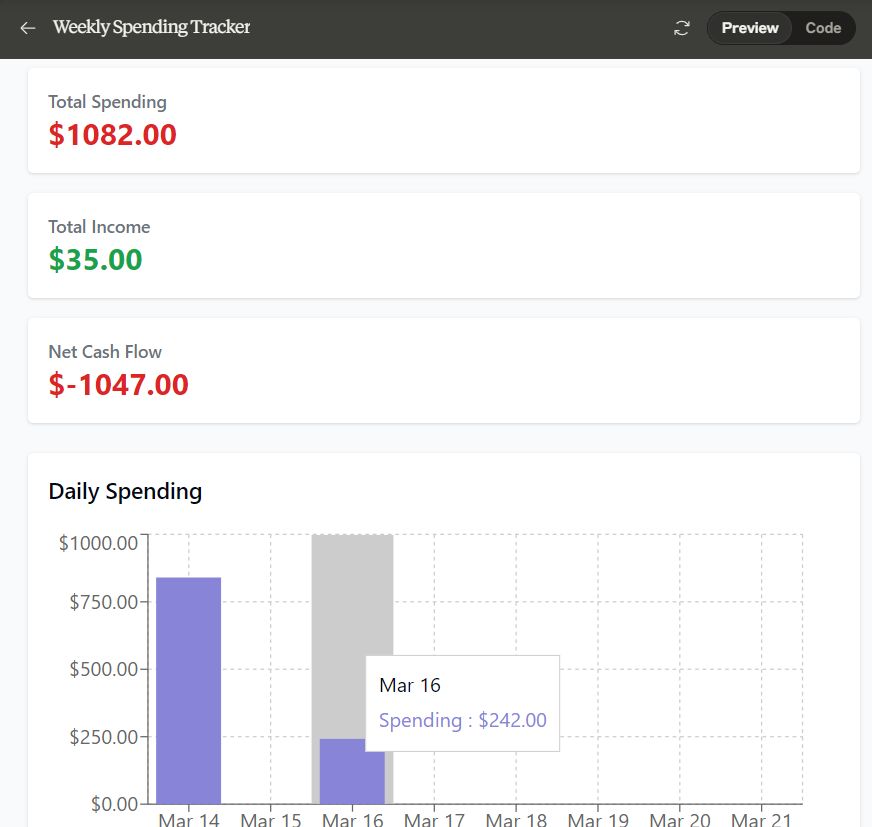 Weekly Spending Tracker
Preview
Code
Total Spending
$1082.00
Total Income
$35.00
Net Cash Flow
$-1047.00
Daily Spending
$1000.00
$750.00
$500.00
$250.00
$0.00
Mar 16
Spending : $242.00
Mar 14 Mar 15 Mar 16 Mar 17 Mar 18 Mar 19 Mar 20 Mar 21